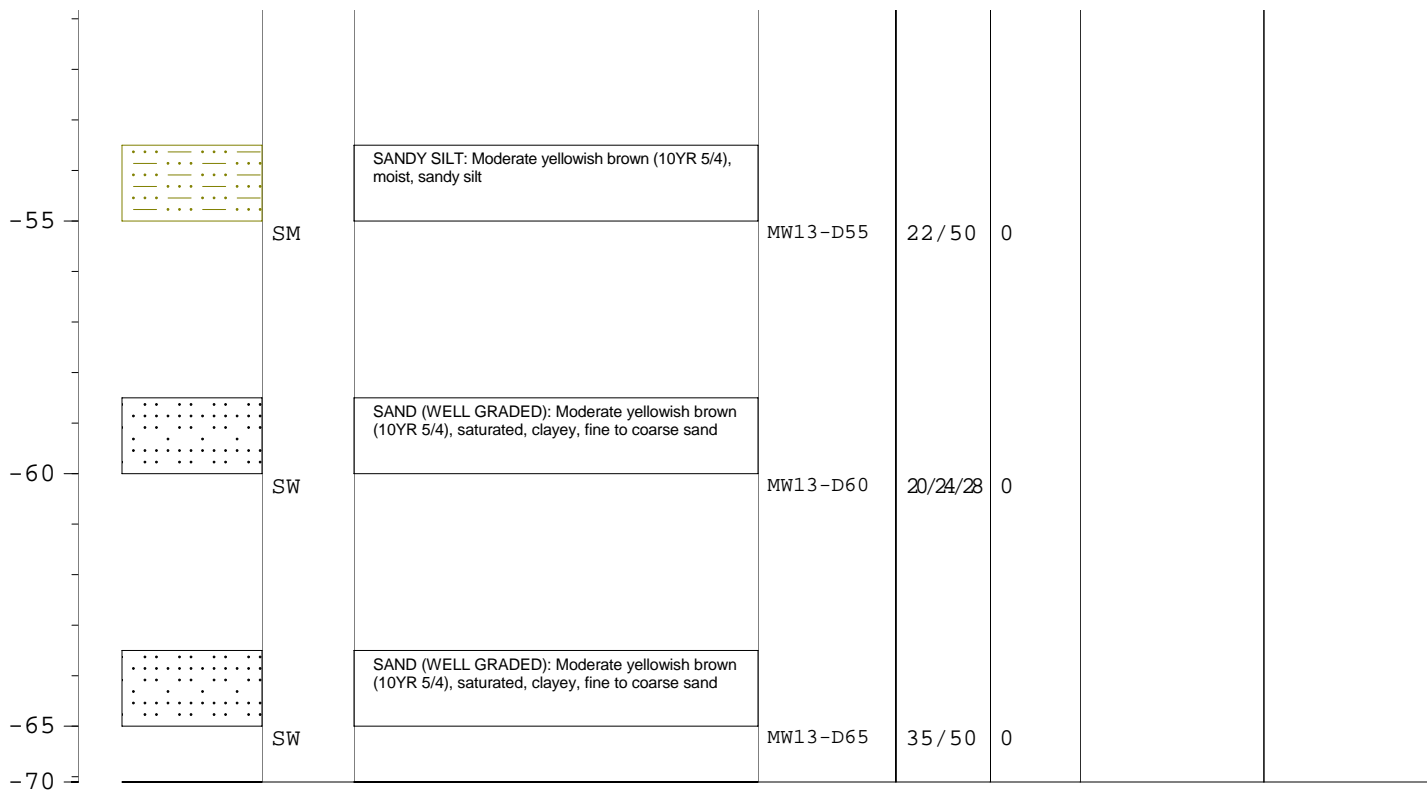 SANDY SILT: Moderate yellowish brown (10YR 5/4),
moist, sandy silt
-55
SM
MW13-D55
22/50
0
SAND (WELL GRADED): Moderate yellowish brown
(10YR 5/4), saturated, clayey, fine to coarse sand
-60
SW
MW13-D60
20/24/28
0
SAND (WELL GRADED): Moderate yellowish brown
(10YR 5/4), saturated, clayey, fine to coarse sand
-65
SW
MW13-D65
35/50
0
-70